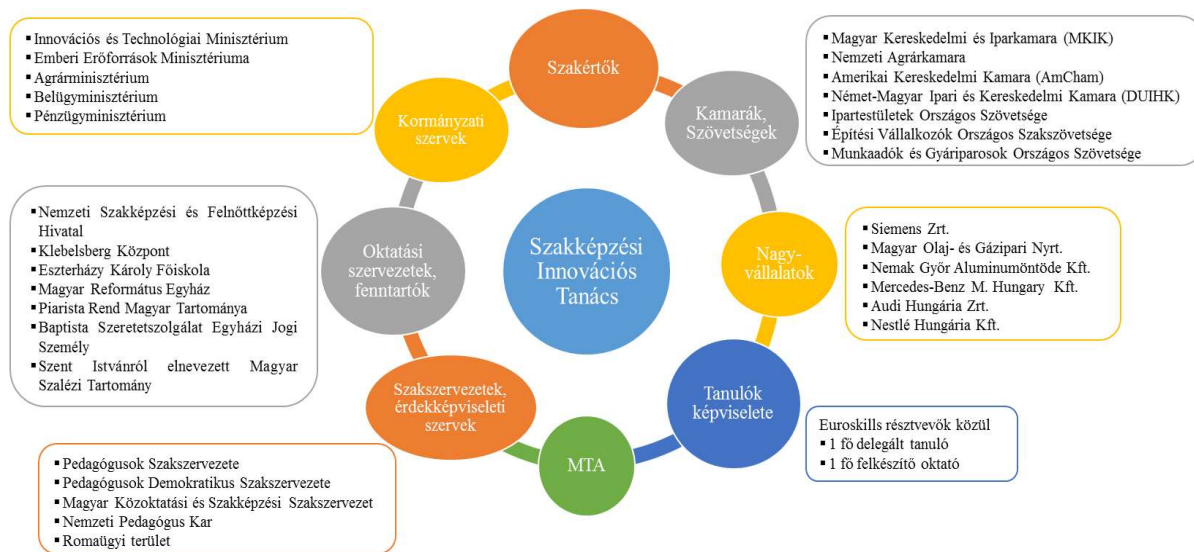 ▪ Innovációs és Technológiai Minisztérium
▪ Emberi Erőforrások Minisztériuma
▪ Agrárminisztérium
▪ Belügyminisztérium
▪ Pénzügyminisztérium
Kormányzati
szervek
Szakértők
Kamarák,
Szövetségek
▪ Magyar Kereskedelmi és Iparkamara (MKIK)
▪ Nemzeti Agrárkamara
▪ Amerikai Kereskedelmi Kamara (AmCham)
▪ Német-Magyar Ipari és Kereskedelmi Kamara (DUIHK)
▪ Ipartestületek Országos Szövetsége
▪ Építési Vállalkozók Országos Szakszövetsége
▪ Munkaadók és Gyáriparosok Országos Szövetsége
▪ Nemzeti Szakképzési és Felnőttképzési
Hivatal
▪ Klebelsberg Központ
▪ Eszterházy Károly Főiskola
▪ Magyar Református Egyház
▪ Piarista Rend Magyar Tartománya
▪ Baptista Szeretetszolgálat Egyházi Jogi
Személy
▪ Szent Istvánról elnevezett Magyar
Szalézi Tartomány
Oktatási
szervezetek,
fenntartók
Szakképzési
Innovációs
Tanács
Nagy-
vállalatok
▪ Siemens Zrt.
▪ Magyar Olaj- és Gázipari Nyrt.
▪ Nemak Győr Alumíniumöntöde Kft.
▪ Mercedes-Benz M. Hungary Kft.
▪ Audi Hungária Zrt.
▪ Nestlé Hungária Kft.
Szakszervezetek,
érdekképviseleti
szervek
MTA
Tanulók
képviselete
Euroskills résztvevők közül
▪ 1 fő delegált tanuló
▪ 1 fő felkészítő oktató
▪ Pedagógusok Szakszervezete
▪ Pedagógusok Demokratikus Szakszervezete
▪ Magyar Közoktatási és Szakképzési Szakszervezet
▪ Nemzeti Pedagógus Kar
▪ Romaügyi terület